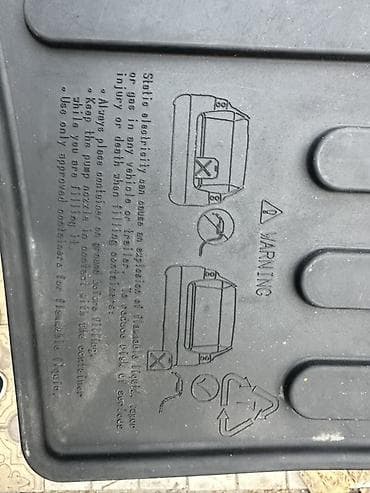 WARNING
Static electricity can cause an explosion of flammable liquid, vapor
or gas in any vehicle or trailer. To reduce risk of
injury or death when filling containers:
• Always place container on ground before filling.
• Keep the pump nozzle in contact with the container
while you are filling it.
• Use only approved containers for flammable liquid.